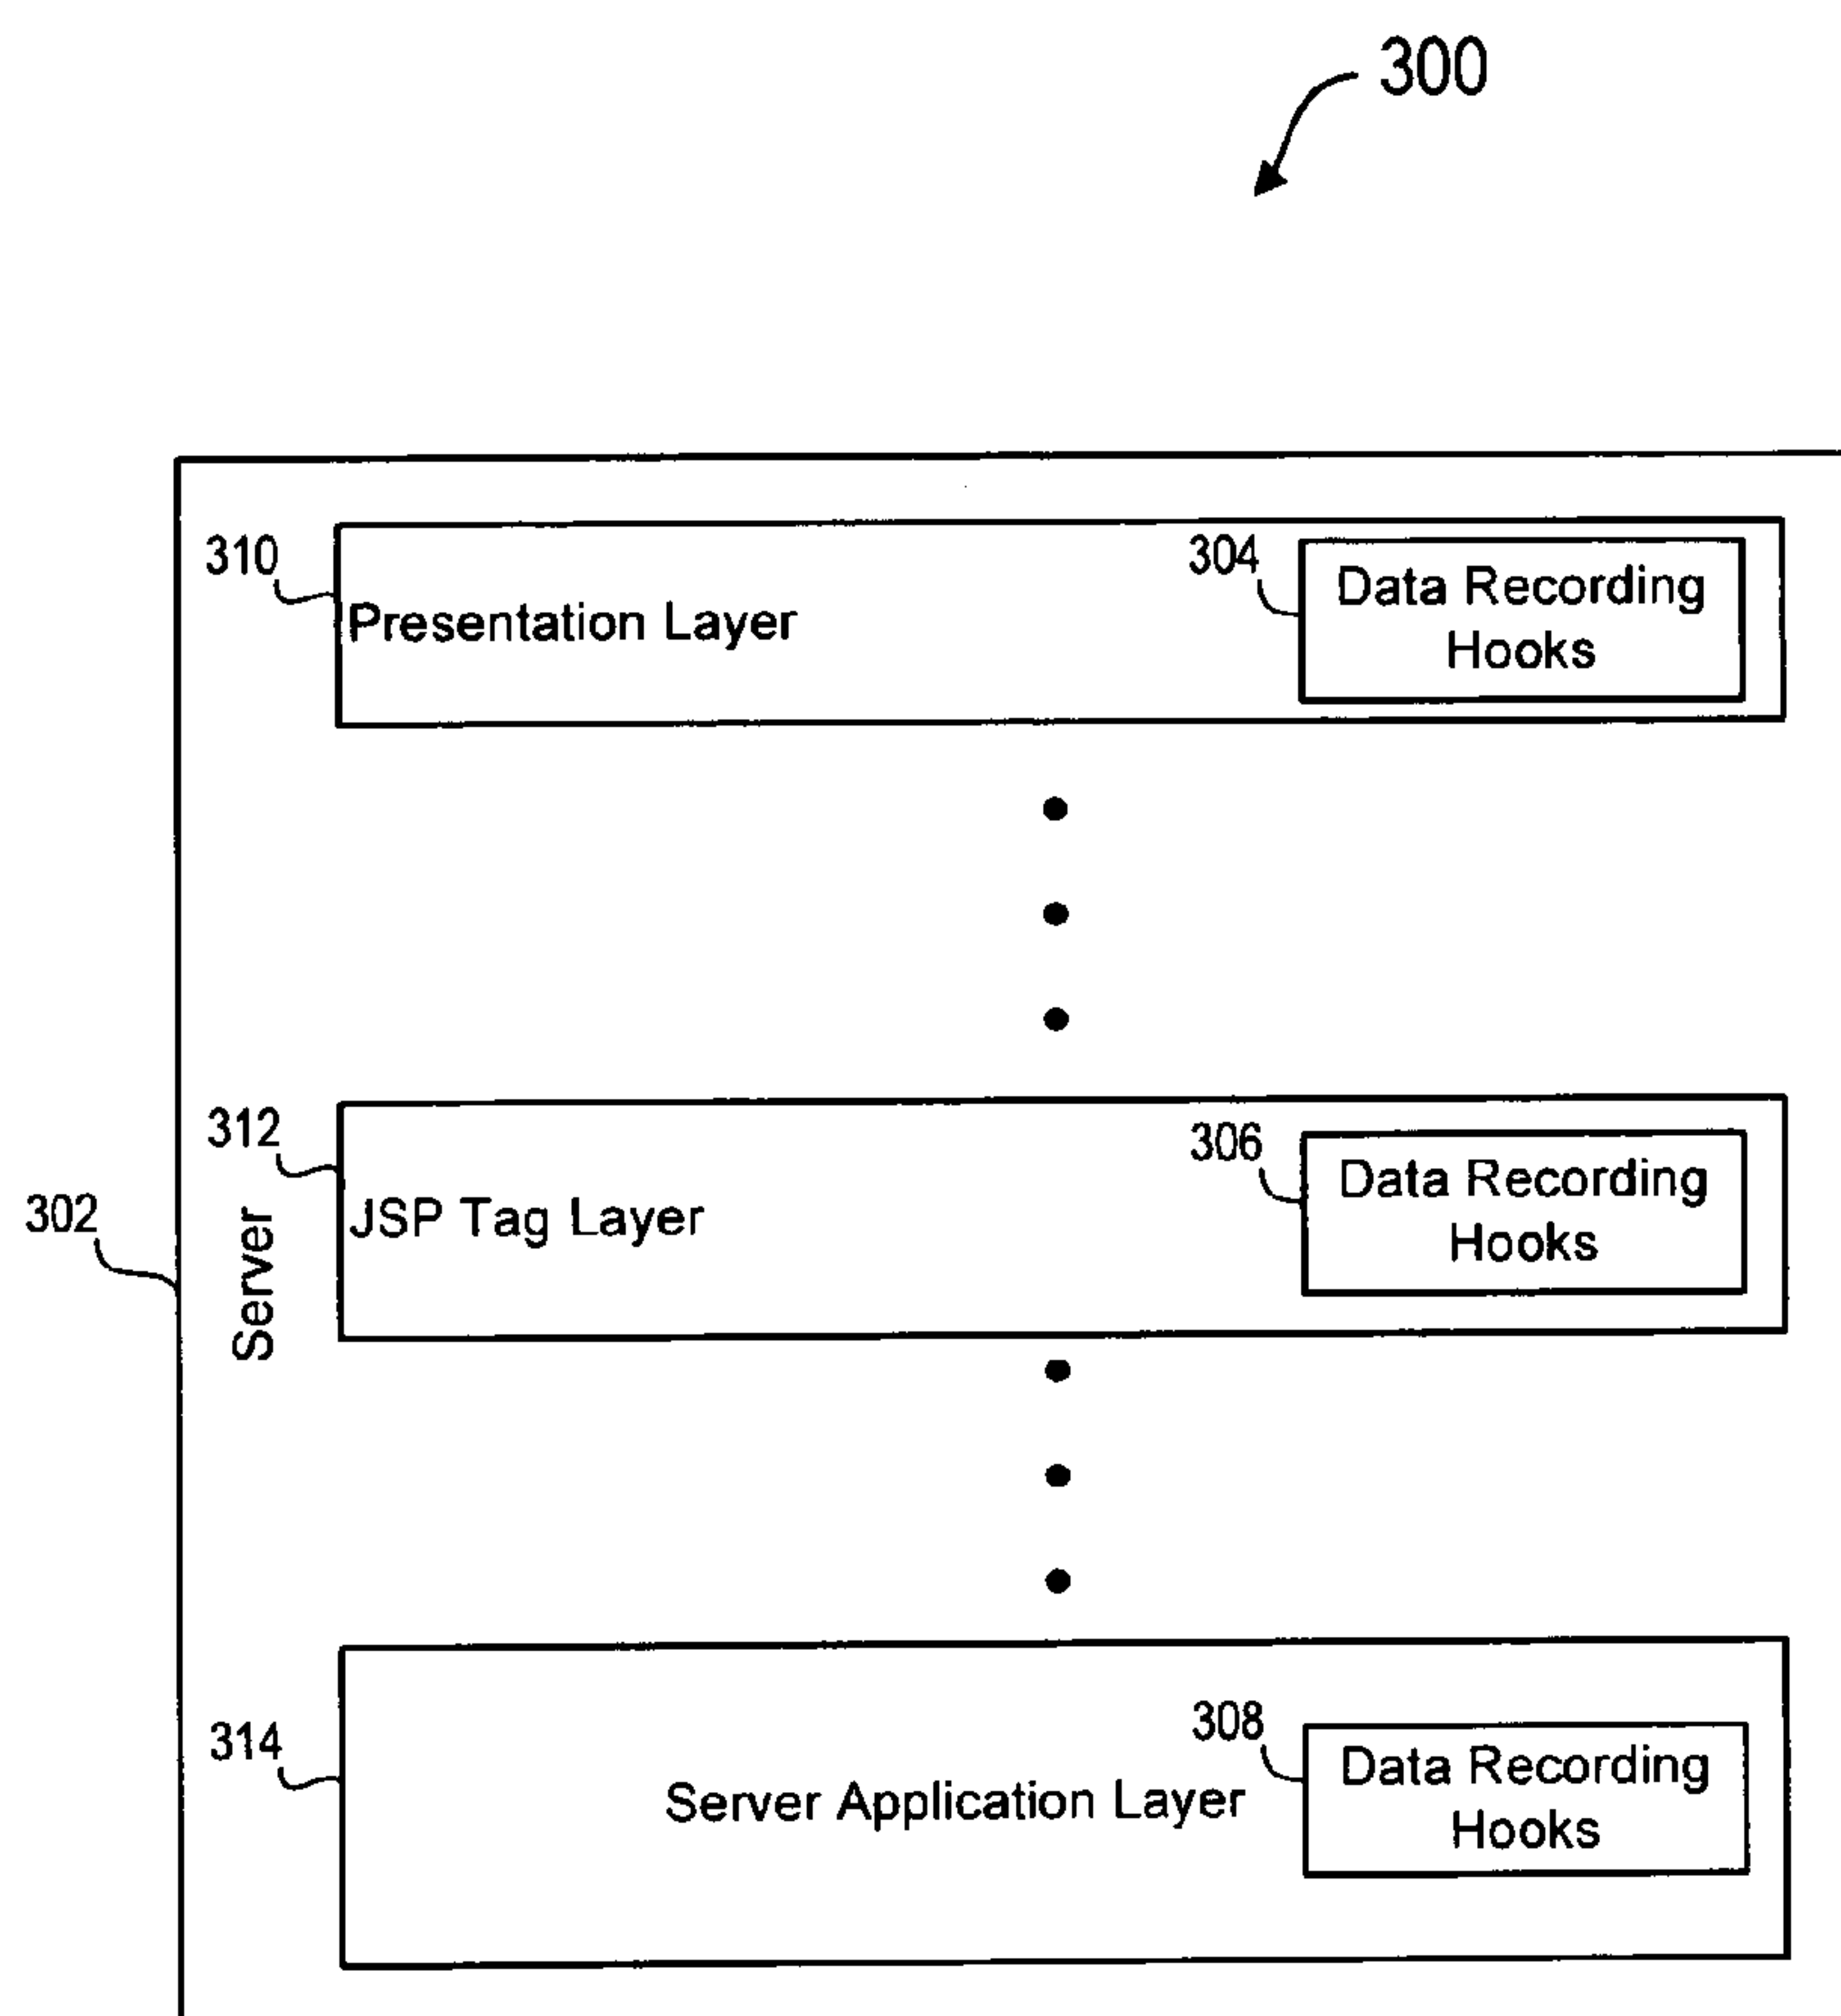 300
310
Presentation Layer
304
Data Recording
Hooks
312
JSP Tag Layer
306
Data Recording
Hooks
302
Server
314
Server Application Layer
308
Data Recording
Hooks